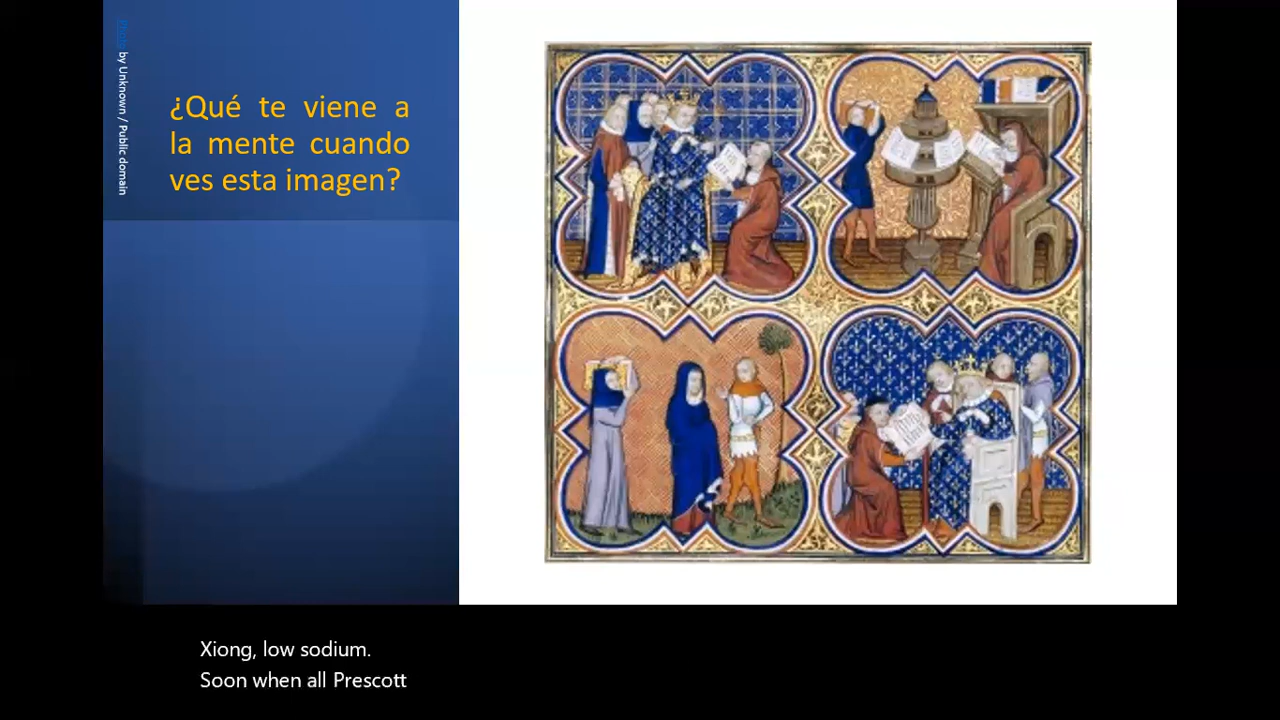 Photo by Unknown / Public domain
¿Qué te viene a
la mente cuando
ves esta imagen?
Xiong, low sodium.
Soon when all Prescott